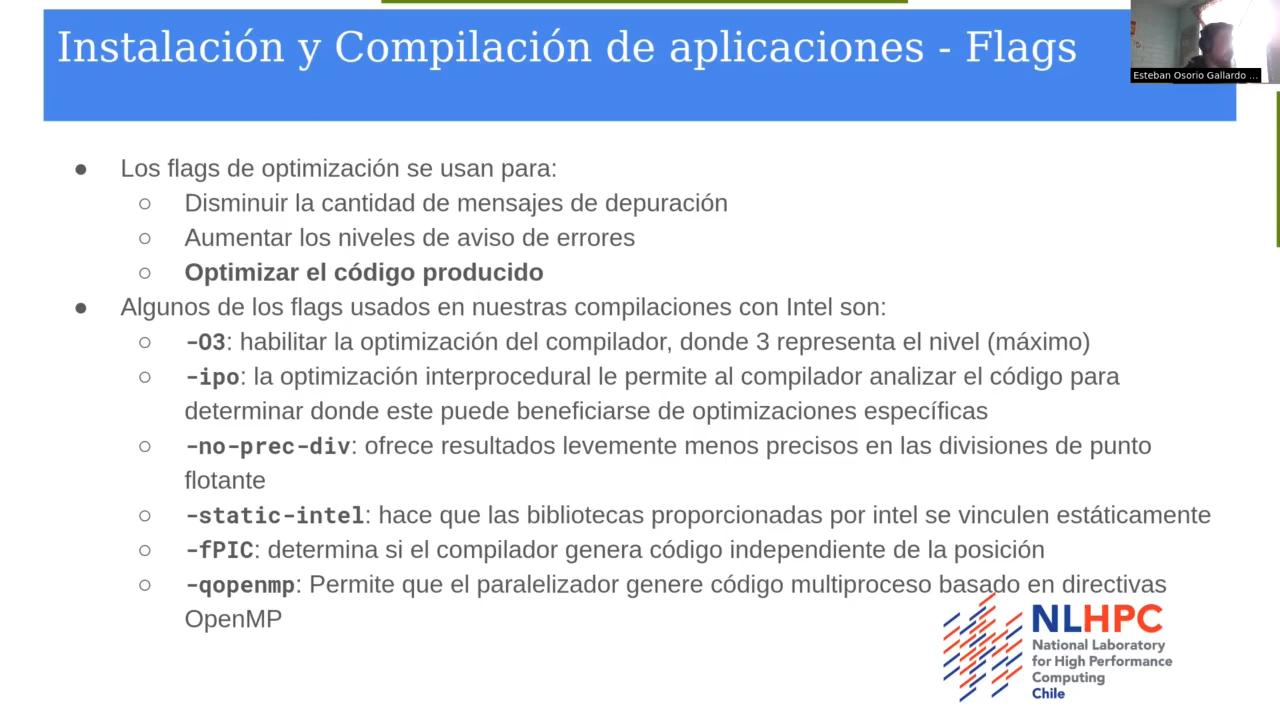 Instalación y Compilación de aplicaciones - Flags
Esteban Osorio Gallardo ...
● Los flags de optimización se usan para:
○ Disminuir la cantidad de mensajes de depuración
○ Aumentar los niveles de aviso de errores
○ Optimizar el código producido
● Algunos de los flags usados en nuestras compilaciones con Intel son:
○ -O3: habilitar la optimización del compilador, donde 3 representa el nivel (máximo)
○ -ipo: la optimización interprocedural le permite al compilador analizar el código para
determinar donde este puede beneficiarse de optimizaciones específicas
○ -no-prec-div: ofrece resultados levemente menos precisos en las divisiones de punto
flotante
○ -static-intel: hace que las bibliotecas proporcionadas por intel se vinculen estáticamente
○ -fPIC: determina si el compilador genera código independiente de la posición
○ -qopenmp: Permite que el paralelizador genere código multiproceso basado en directivas
OpenMP
NLHPC
National Laboratory
for High Performance
Computing
Chile